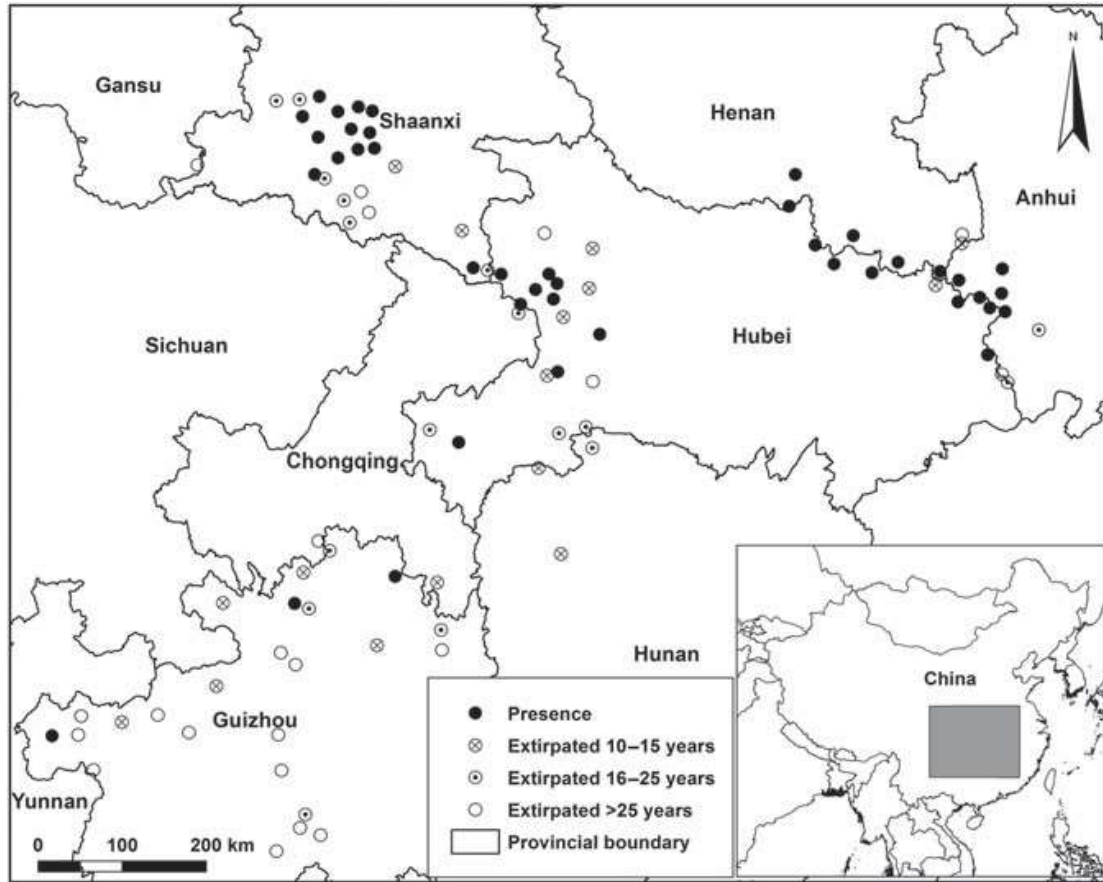 N
Gansu
Shaanxi
Henan
Anhui
Sichuan
Hubei
Chongqing
Hunan
China
Guizhou
Yunnan
0 100 200 km
Presence
Extirpated 10–15 years
Extirpated 16–25 years
Extirpated >25 years
Provincial boundary